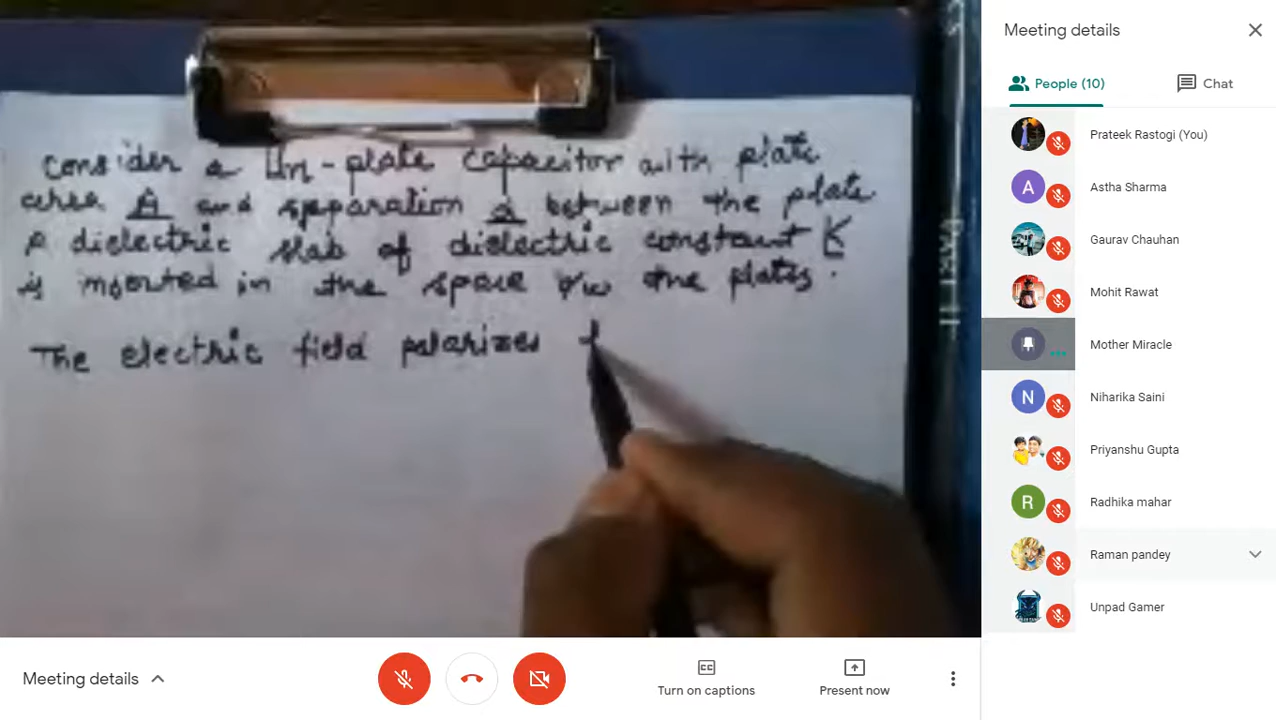 Meeting details
People (10)
Chat
Consider a lln-plate capacitor with plate
area A and separation d between the plate
A dielectric slab of dielectric constant K
is inserted in the space b/w the plates.
The electric field polarizes
Prateek Rastogi (You)
A Astha Sharma
Gaurav Chauhan
Mohit Rawat
Mother Miracle
N Niharika Saini
Priyanshu Gupta
R Radhika mahar
Raman pandey
Unpad Gamer
Meeting details
Turn on captions
Present now